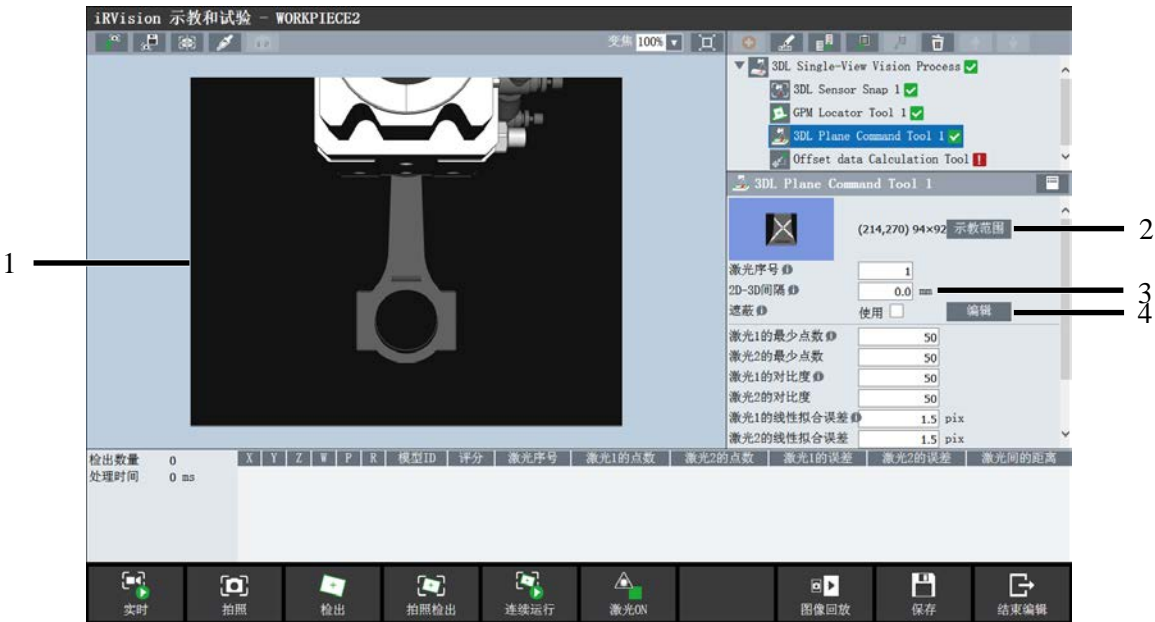 iRVision 示教和试验 - WORKPIECE2
变焦 100%
3DL Single-View Vision Process
3DL Sensor Snap 1
GPM Locator Tool 1
3DL Plane Command Tool 1
Offset data Calculation Tool
3DL Plane Command Tool 1
(214,270) 94×92 示教范围
2
1
激光序号 1
2D-3D间隔 0.0 mm
3
遮蔽 使用 编辑
4
激光1的最少点数 50
激光2的最少点数 50
激光1的对比度 50
激光2的对比度 50
激光1的线性拟合误差 1.5 pix
激光2的线性拟合误差 1.5 pix
检出数量 0
处理时间 0 ms
X Y Z W P R 模型ID 评分 激光序号 激光1的点数 激光2的点数 激光1的误差 激光2的误差 激光间的距离
实时 拍照 检出 拍照检出 连续运行 激光ON 图像回放 保存 结束编辑